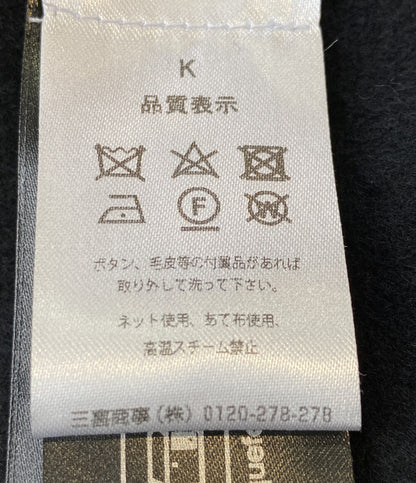 K
品質表示
F
W
ボタン、毛皮等の付属品があれば
取り外して洗って下さい。
ネット使用、あて布使用、
高温スチーム禁止
三喜商事(株) 0120-278-278